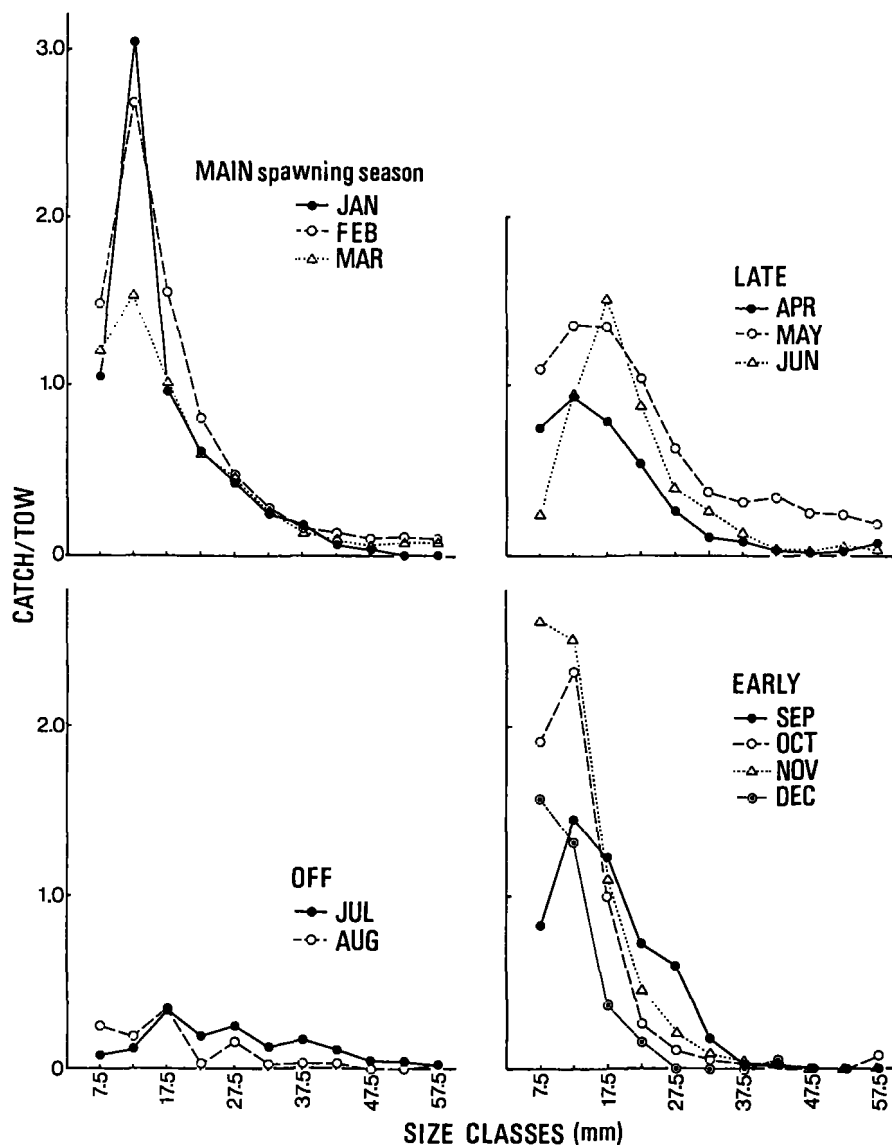 3.0
2.0
1.0
0
CATCH/TOW
MAIN spawning season
JAN
FEB
MAR
LATE
APR
MAY
JUN
2.0
1.0
0
OFF
JUL
AUG
EARLY
SEP
OCT
NOV
DEC
7.5
17.5
27.5
37.5
47.5
57.5
7.5
17.5
27.5
37.5
47.5
57.5
SIZE CLASSES (mm)